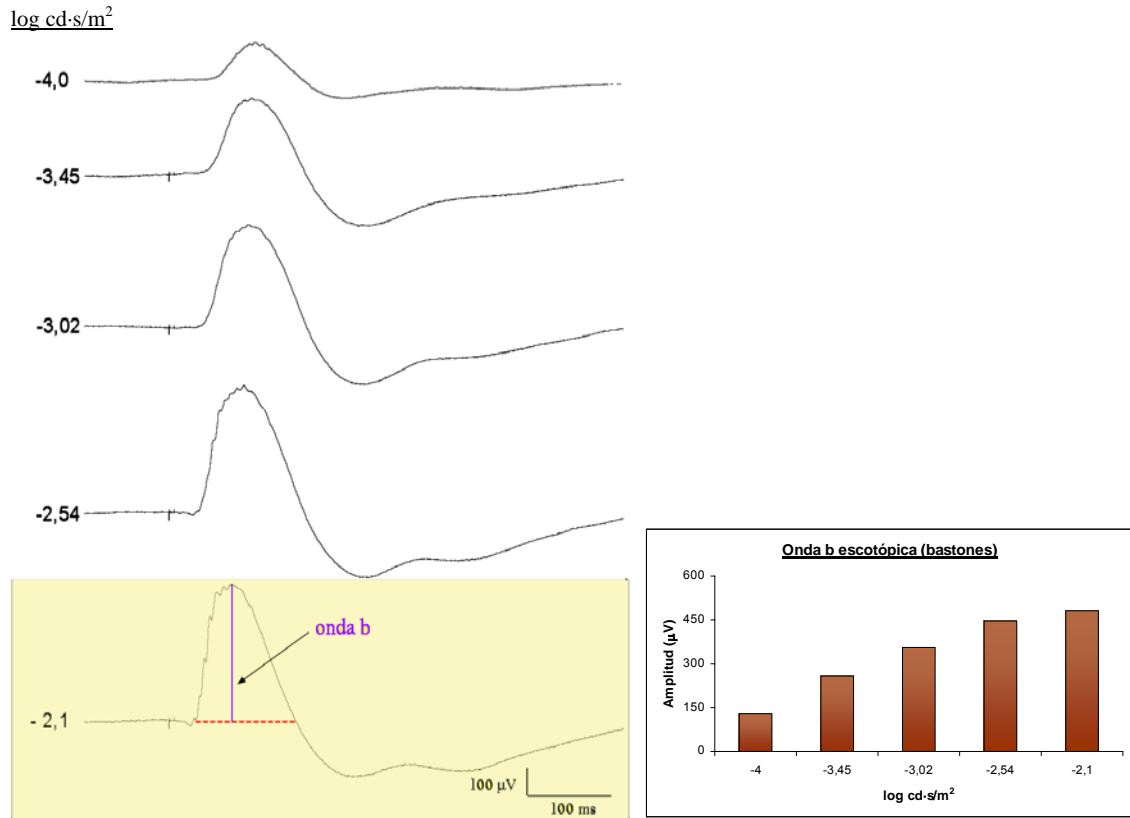 log cd·s/m²
-4,0
-3,45
-3,02
-2,54
onda b
- 2,1
100 µV
100 ms
Onda b escotópica (bastones)
Amplitud (µV)
600
450
300
150
0
-4 -3,45 -3,02 -2,54 -2,1
log cd·s/m²